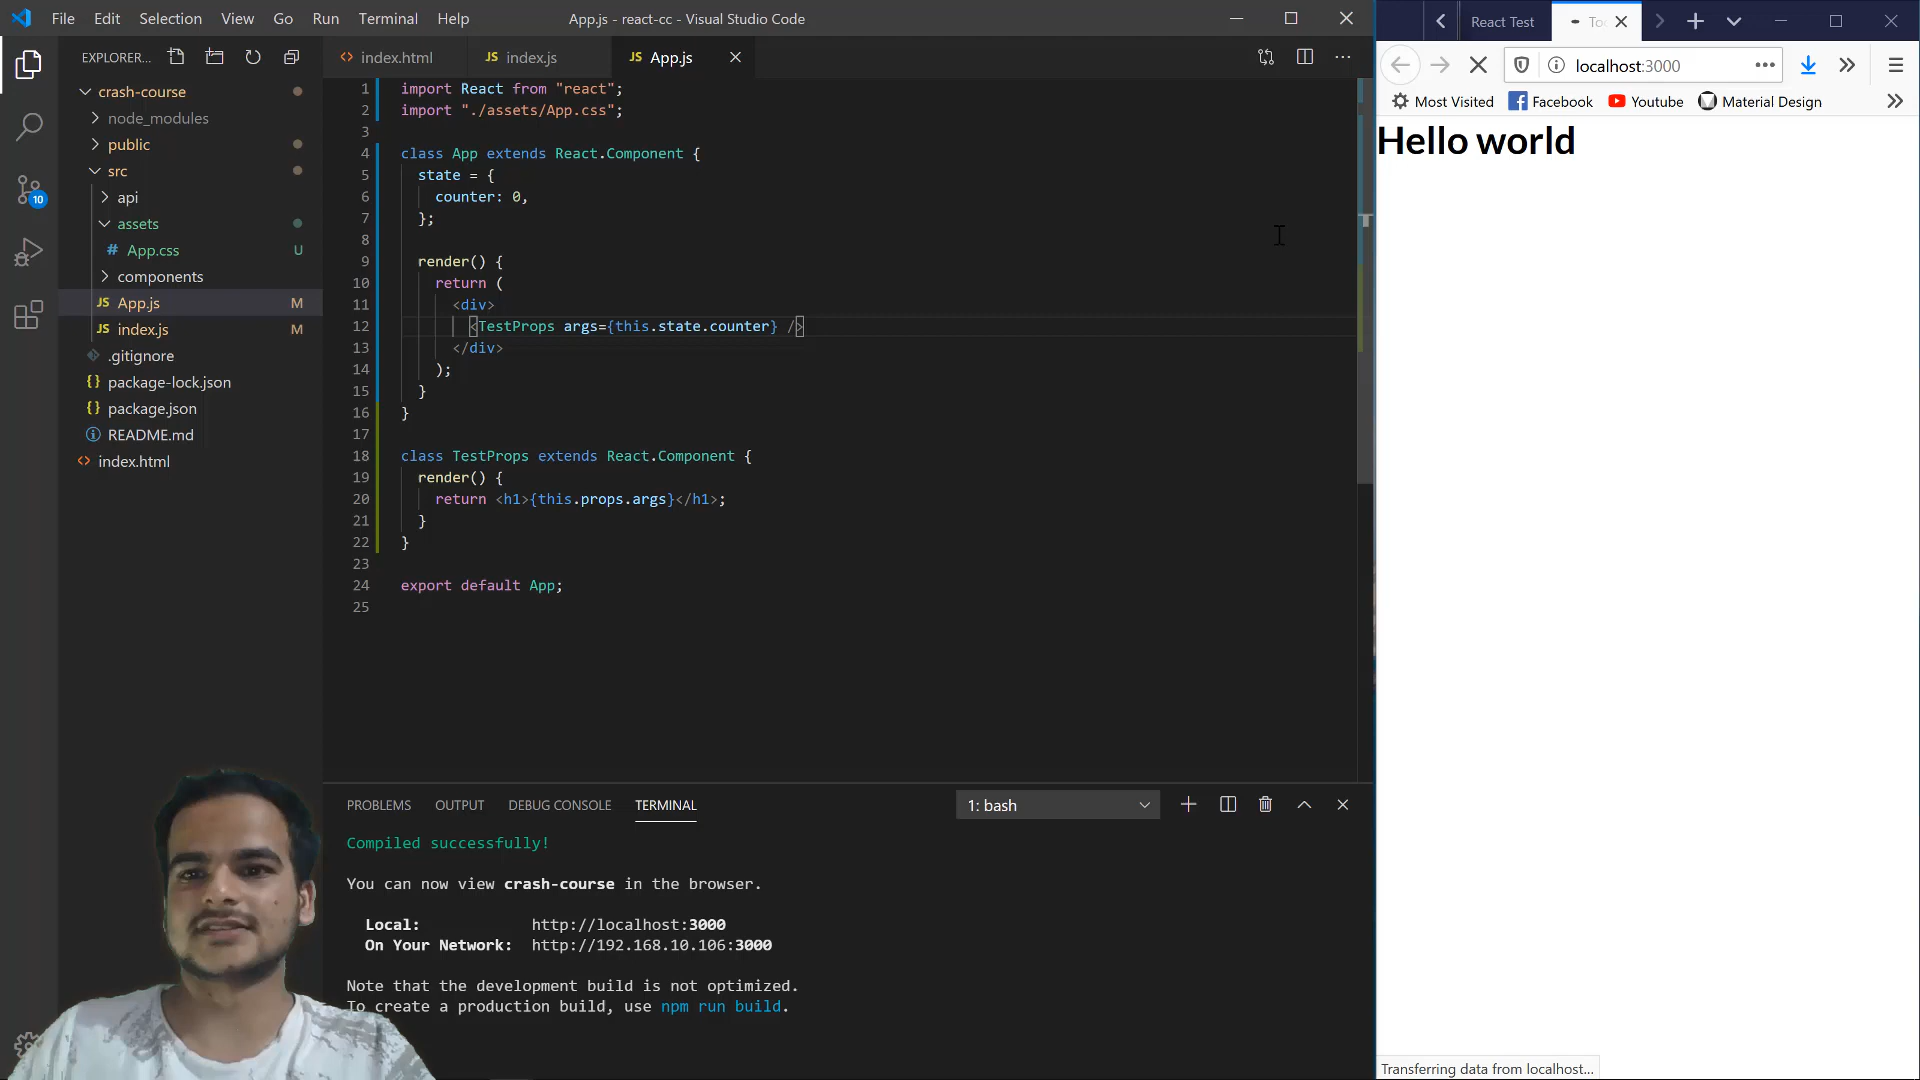 File Edit Selection View Go Run Terminal Help
App.js - react-cc - Visual Studio Code
EXPLORER...
crash-course
node_modules
public
src
api
assets
# App.css U
components
JS App.js M
JS index.js M
.gitignore
{} package-lock.json
{} package.json
README.md
<> index.html
<> index.html
JS index.js
JS App.js
1 import React from "react";
2 import "./assets/App.css";
3
4 class App extends React.Component {
5 state = {
6 counter: 0,
7 };
8
9 render() {
10 return (
11 <div>
12 <TestProps args={this.state.counter} />
13 </div>
14 );
15 }
16 }
17
18 class TestProps extends React.Component {
19 render() {
20 return <h1>{this.props.args}</h1>;
21 }
22 }
23
24 export default App;
25
10
PROBLEMS OUTPUT DEBUG CONSOLE TERMINAL
1: bash
Compiled successfully!
You can now view crash-course in the browser.
Local: http://localhost:3000
On Your Network: http://192.168.10.106:3000
Note that the development build is not optimized.
To create a production build, use npm run build.
React Test
localhost:3000
Most Visited Facebook Youtube Material Design
Hello world
Transferring data from localhost...